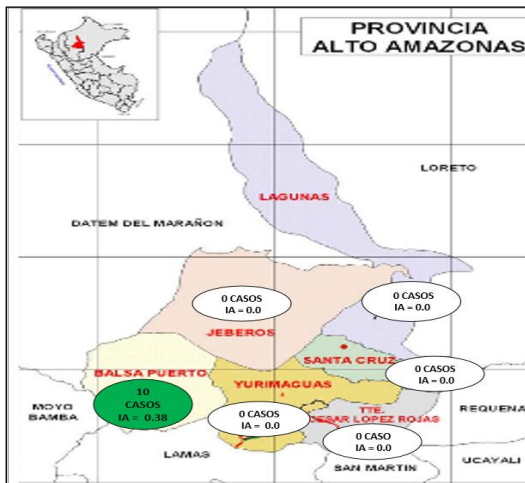 PROVINCIA
ALTO AMAZONAS
LORETO
LAGUNAS
DATEM DEL MARAÑON
0 CASOS
IA = 0.0
0 CASOS
IA = 0.0
JEBEROS
SANTA CRUZ
BALSA PUERTO
0 CASOS
IA = 0.0
YURIMAGUAS
10
CASOS
IA = 0.38
MOYO
BAMBA
0 CASOS
IA = 0.0
TTE.
CESAR LOPEZ ROJAS
REQUENA
0 CASO
IA = 0.0
LAMAS
SAN MARTIN
UCAYALI